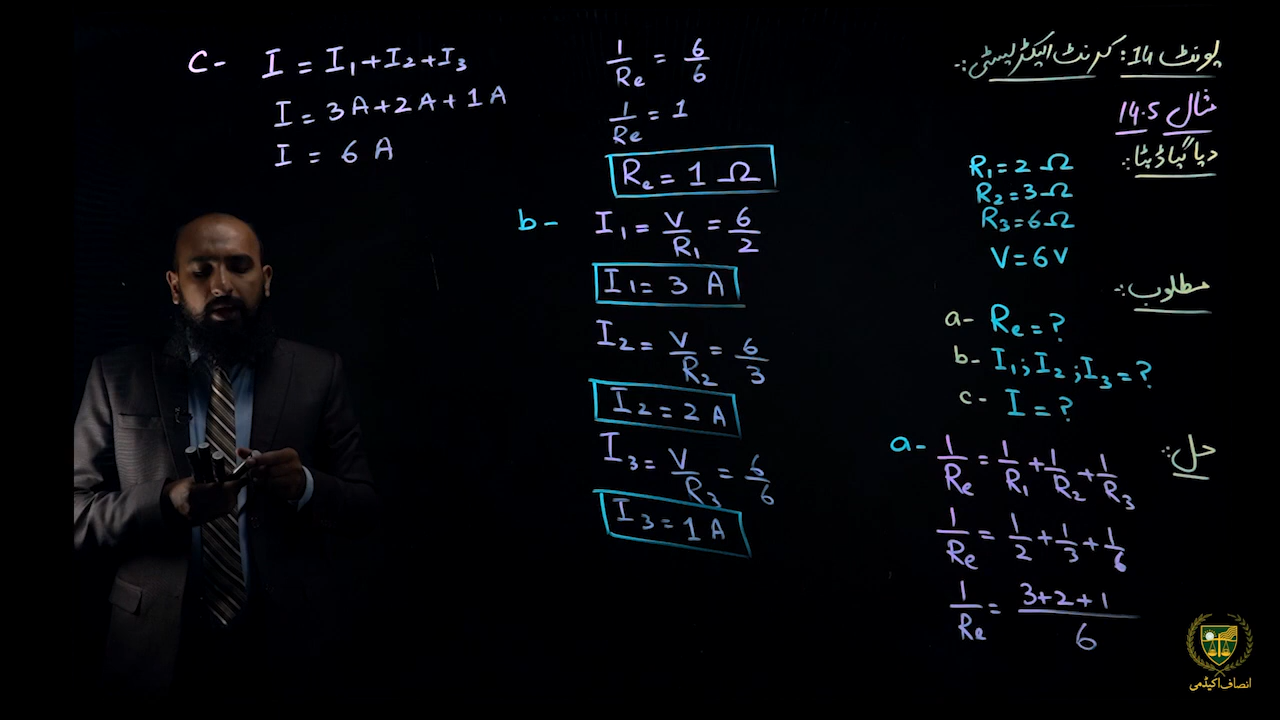 یونٹ 14: کرنٹ الیکٹریسٹی:-
مثال 14.5
دیا گیا ڈیٹا:-
R₁=2 Ω
R₂=3 Ω
R₃=6 Ω
V=6 V
مطلوب:-
a- Re=?
b- I₁;I₂;I₃=?
c- I=?
حل:-
a- 1/Re = 1/R₁ + 1/R₂ + 1/R₃
1/Re = 1/2 + 1/3 + 1/6
1/Re = (3+2+1)/6
1/Re = 6/6
1/Re = 1
Re = 1 Ω
b- I₁ = V/R₁ = 6/2
I₁ = 3 A
I₂ = V/R₂ = 6/3
I₂ = 2 A
I₃ = V/R₃ = 6/6
I₃ = 1 A
c- I = I₁+I₂+I₃
I = 3A+2A+1A
I = 6 A
انصاف اکیڈمی